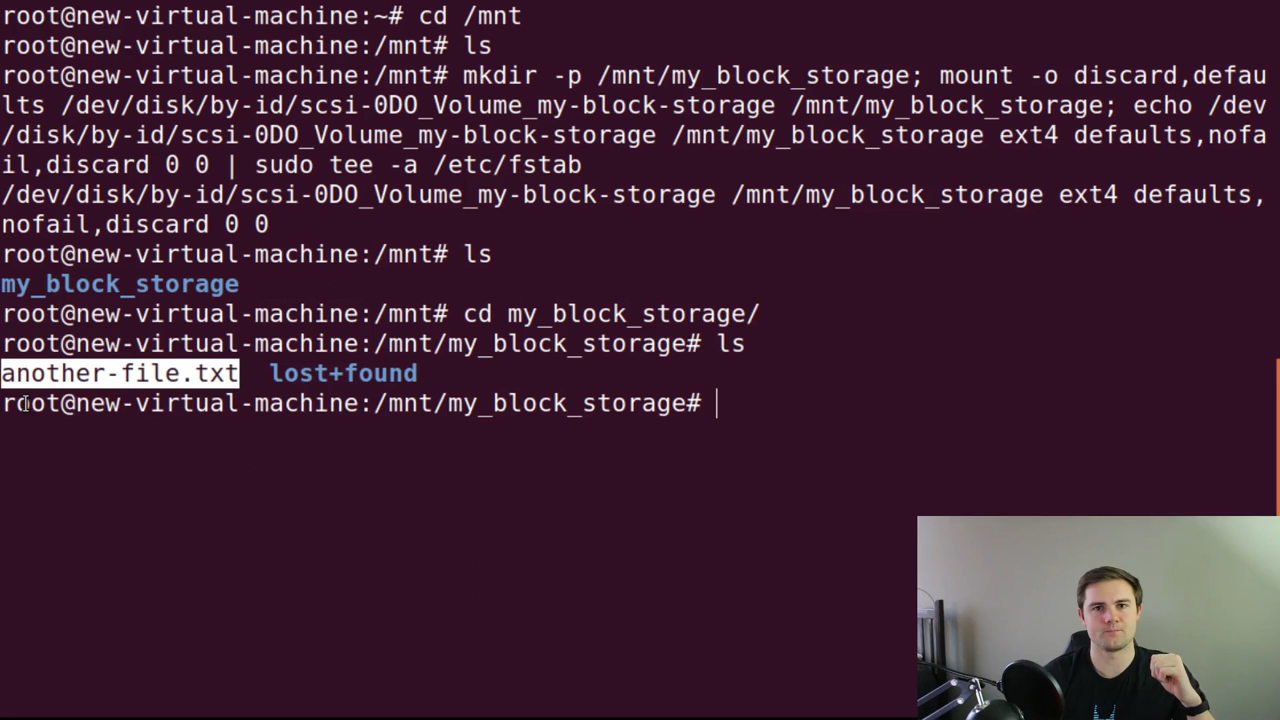 root@new-virtual-machine:~# cd /mnt
root@new-virtual-machine:/mnt# ls
root@new-virtual-machine:/mnt# mkdir -p /mnt/my_block_storage; mount -o discard,defau
lts /dev/disk/by-id/scsi-0DO_Volume_my-block-storage /mnt/my_block_storage; echo /dev
/disk/by-id/scsi-0DO_Volume_my-block-storage /mnt/my_block_storage ext4 defaults,nofa
il,discard 0 0 | sudo tee -a /etc/fstab
/dev/disk/by-id/scsi-0DO_Volume_my-block-storage /mnt/my_block_storage ext4 defaults,
nofail,discard 0 0
root@new-virtual-machine:/mnt# ls
my_block_storage
root@new-virtual-machine:/mnt# cd my_block_storage/
root@new-virtual-machine:/mnt/my_block_storage# ls
another-file.txt  lost+found
root@new-virtual-machine:/mnt/my_block_storage#